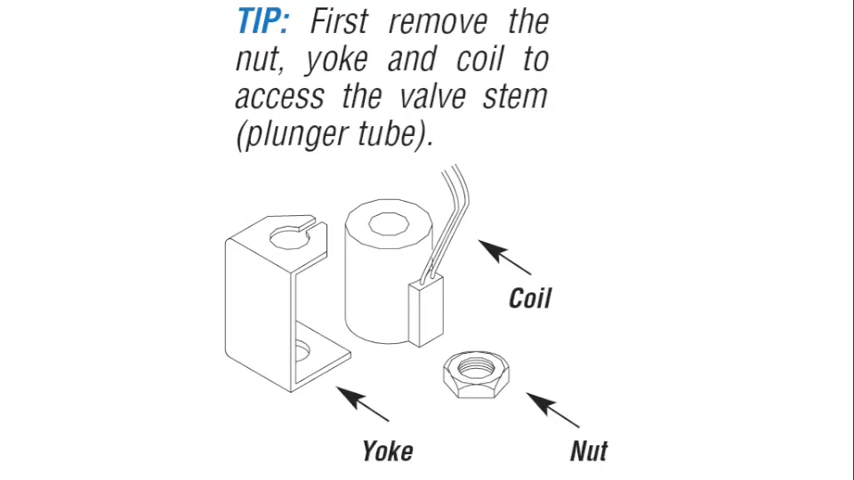 TIP: First remove the
nut, yoke and coil to
access the valve stem
(plunger tube).
Coil
Yoke
Nut